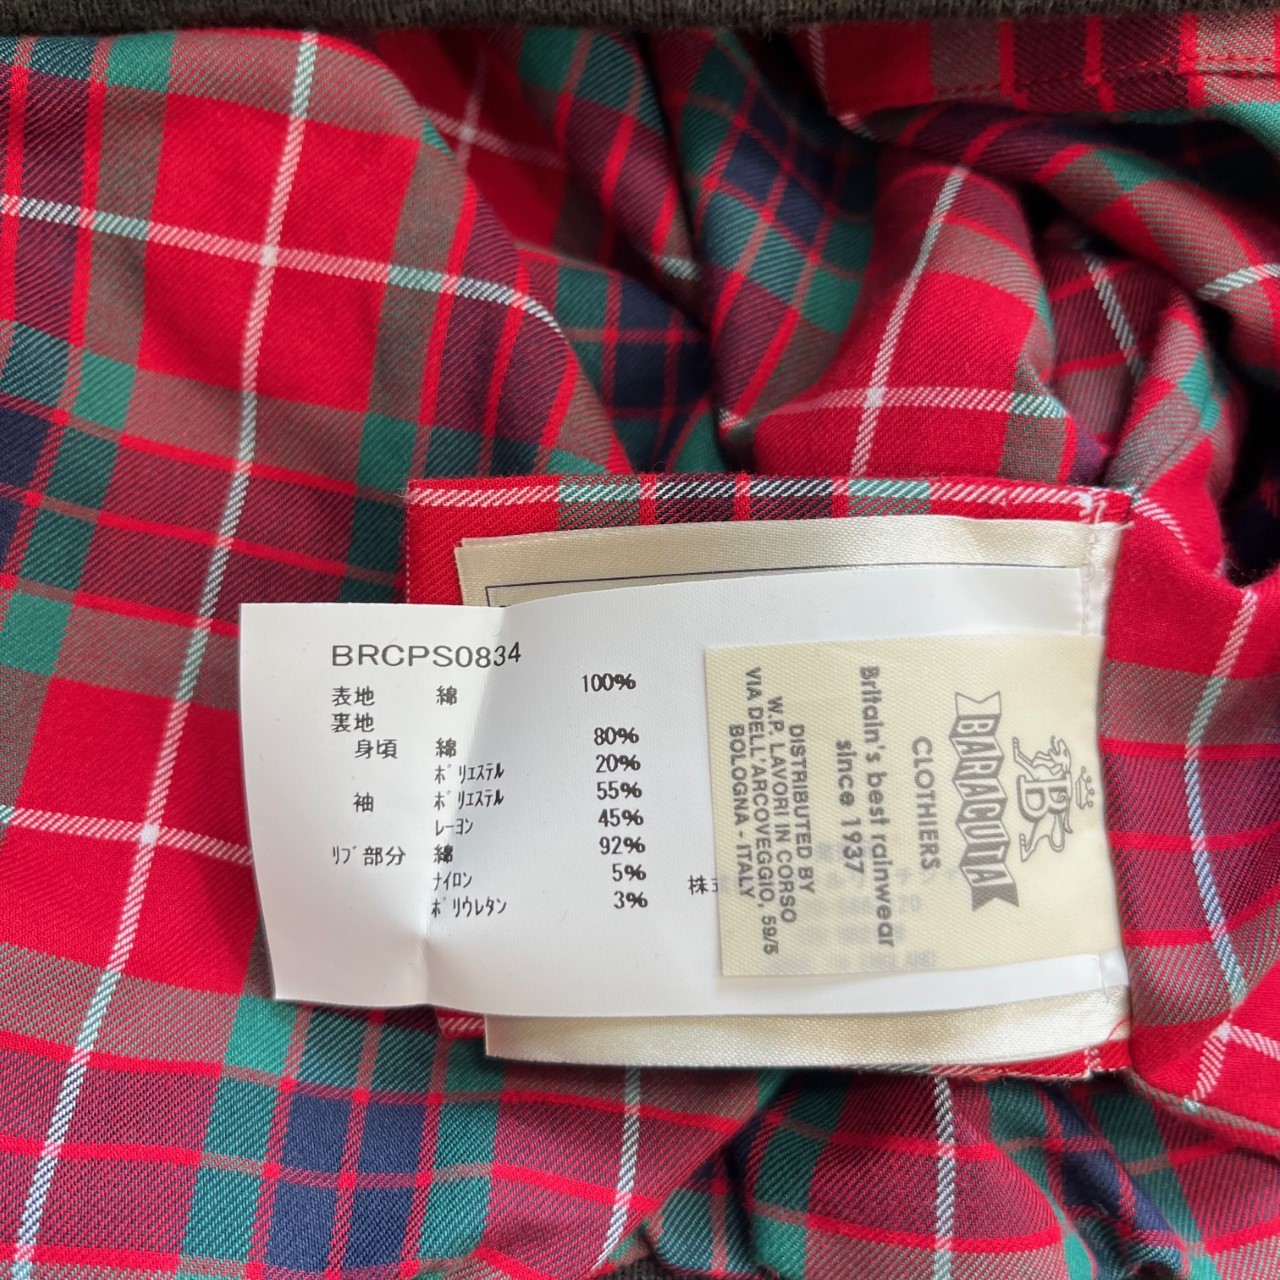 BRCPS0834
表地 綿 100%
裏地
身頃 綿 80%
ﾎﾟﾘｴｽﾃﾙ 20%
袖 ﾎﾟﾘｴｽﾃﾙ 55%
ﾚｰﾖﾝ 45%
ﾘﾌﾞ部分 綿 92%
ﾅｲﾛﾝ 5%
ﾎﾟﾘｳﾚﾀﾝ 3%
BARACUTA
CLOTHIERS
Britain's best rainwear
since 1937
DISTRIBUTED BY
W.P. LAVORI IN CORSO
VIA DELL'ARCOVEGGIO, 59/5
BOLOGNA - ITALY